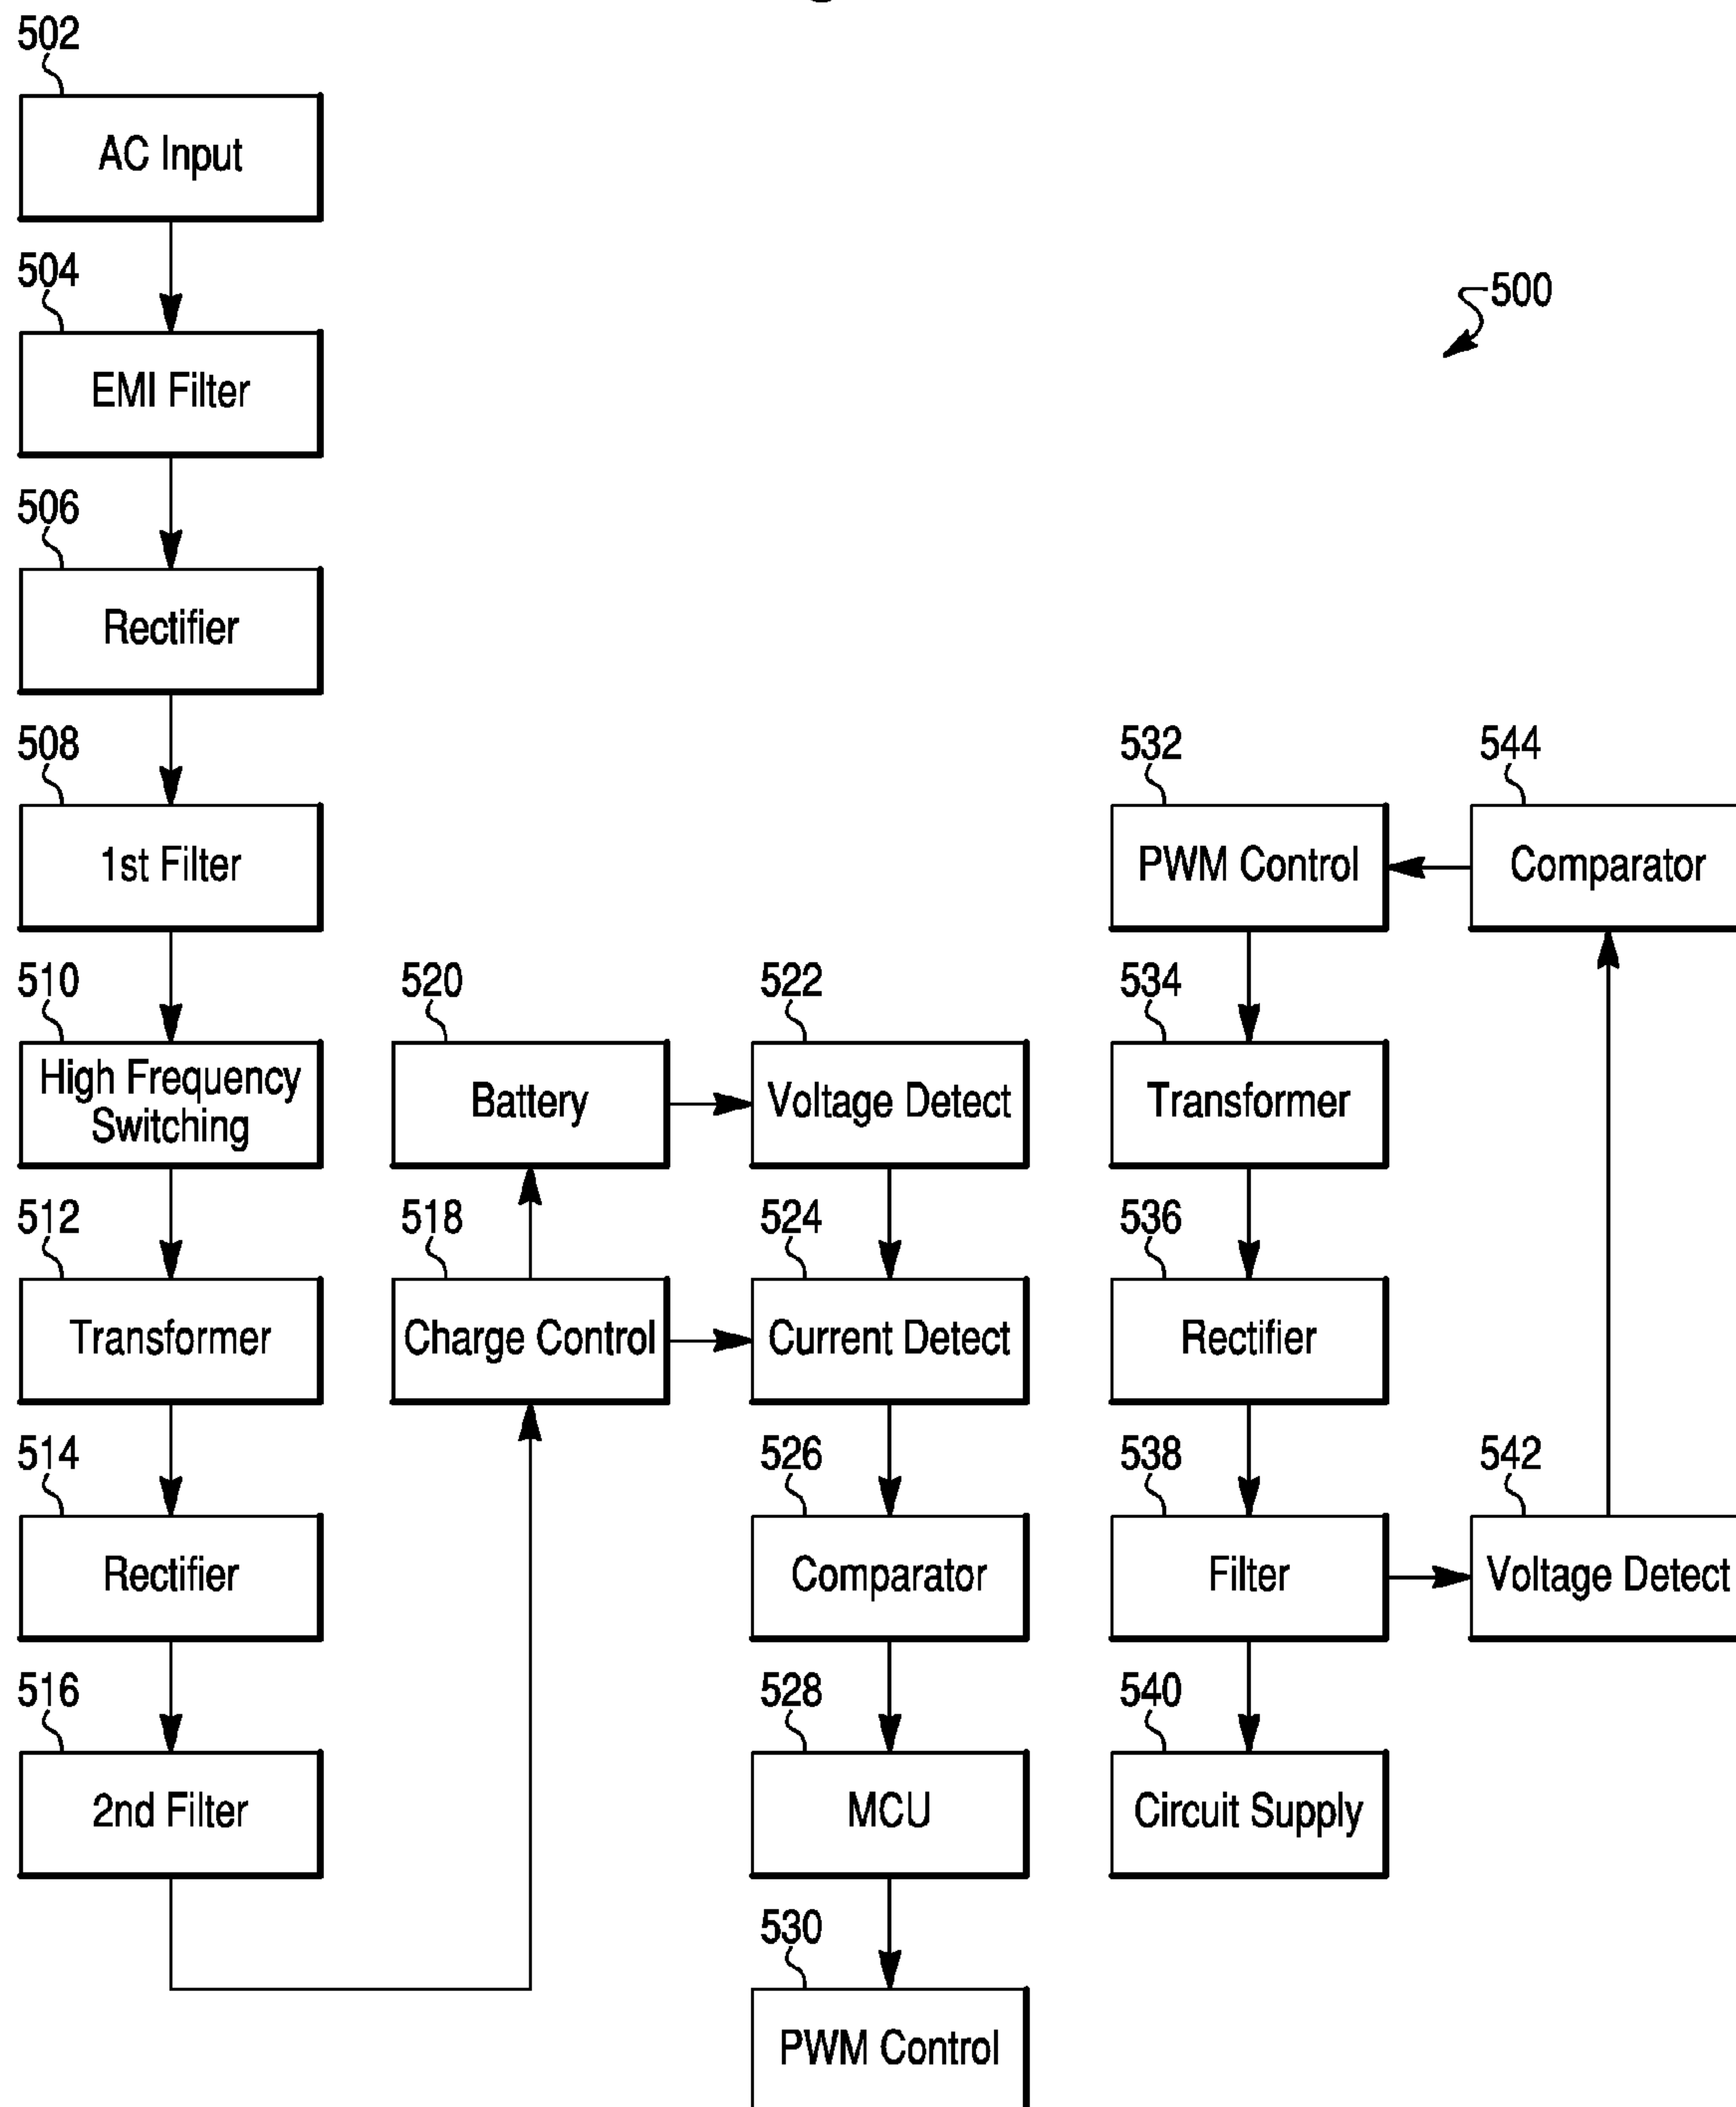 502
AC Input
504
EMI Filter
506
Rectifier
508
1st Filter
510
High Frequency
Switching
512
Transformer
514
Rectifier
516
2nd Filter
520
Battery
518
Charge Control
522
Voltage Detect
524
Current Detect
526
Comparator
528
MCU
530
PWM Control
500
532
PWM Control
534
Transformer
536
Rectifier
538
Filter
540
Circuit Supply
544
Comparator
542
Voltage Detect